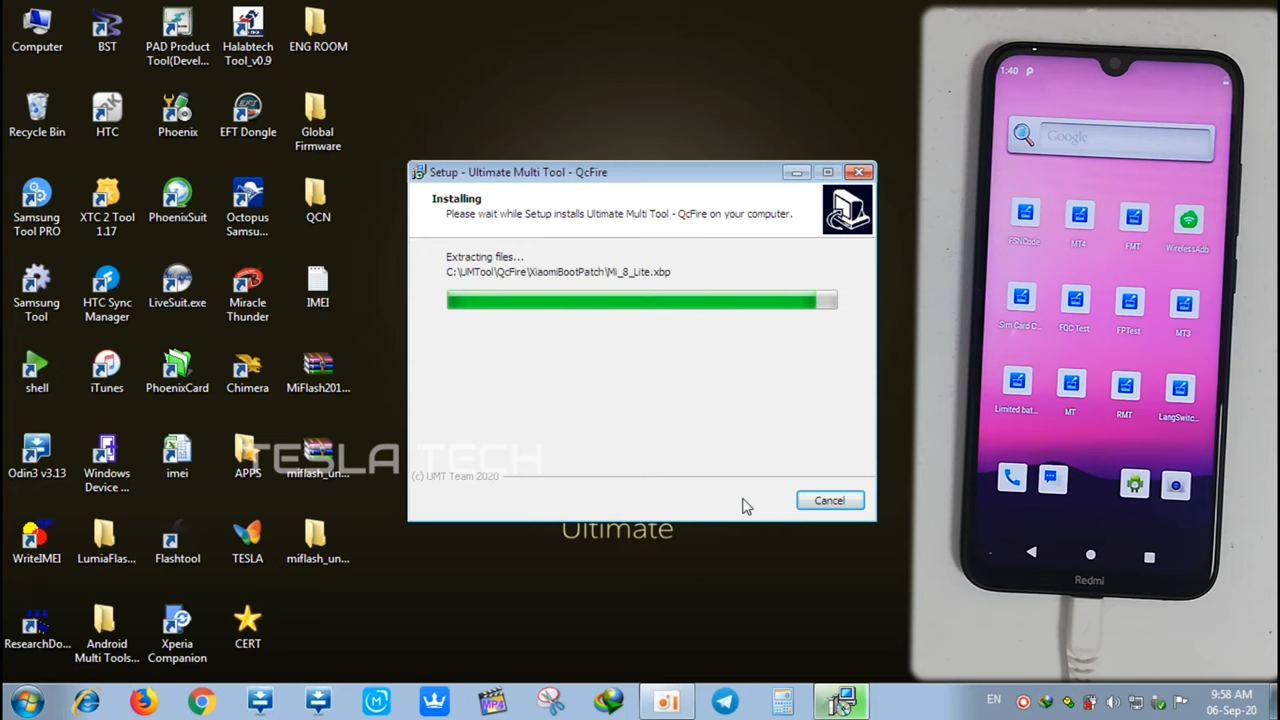 Computer
BST
PAD Product
Tool(Devel...
Halabtech
Tool_v0.9
ENG ROOM
Recycle Bin
HTC
Phoenix
EFT Dongle
Global
Firmware
Samsung
Tool PRO
XTC 2 Tool
1.17
PhoenixSuit
Octopus
Samsu...
QCN
Samsung
Tool
HTC Sync
Manager
LiveSuit.exe
Miracle
Thunder
IMEI
shell
iTunes
PhoenixCard
Chimera
MiFlash201...
Odin3 v3.13
Windows
Device ...
imei
APPS
miflash_un...
WriteIMEI
LumiaFlas...
Flashtool
TESLA
miflash_un...
ResearchDo...
Android
Multi Tools...
Xperia
Companion
CERT
Setup - Ultimate Multi Tool - QcFire
Installing
Please wait while Setup installs Ultimate Multi Tool - QcFire on your computer.
Extracting files...
C:\UMTool\QcFire\XiaomiBootPatch\Mi_8_Lite.xbp
TESLA TECH
(c) UMT Team 2020
Cancel
Ultimate
1:40
Google
FSNCode
MT4
FMT
WirelessAdb
Sim Card C...
FQC Test
FPTest
MT3
Limited bat...
MT
RMT
LangSwitc...
Redmi
EN
9:58 AM
06-Sep-20